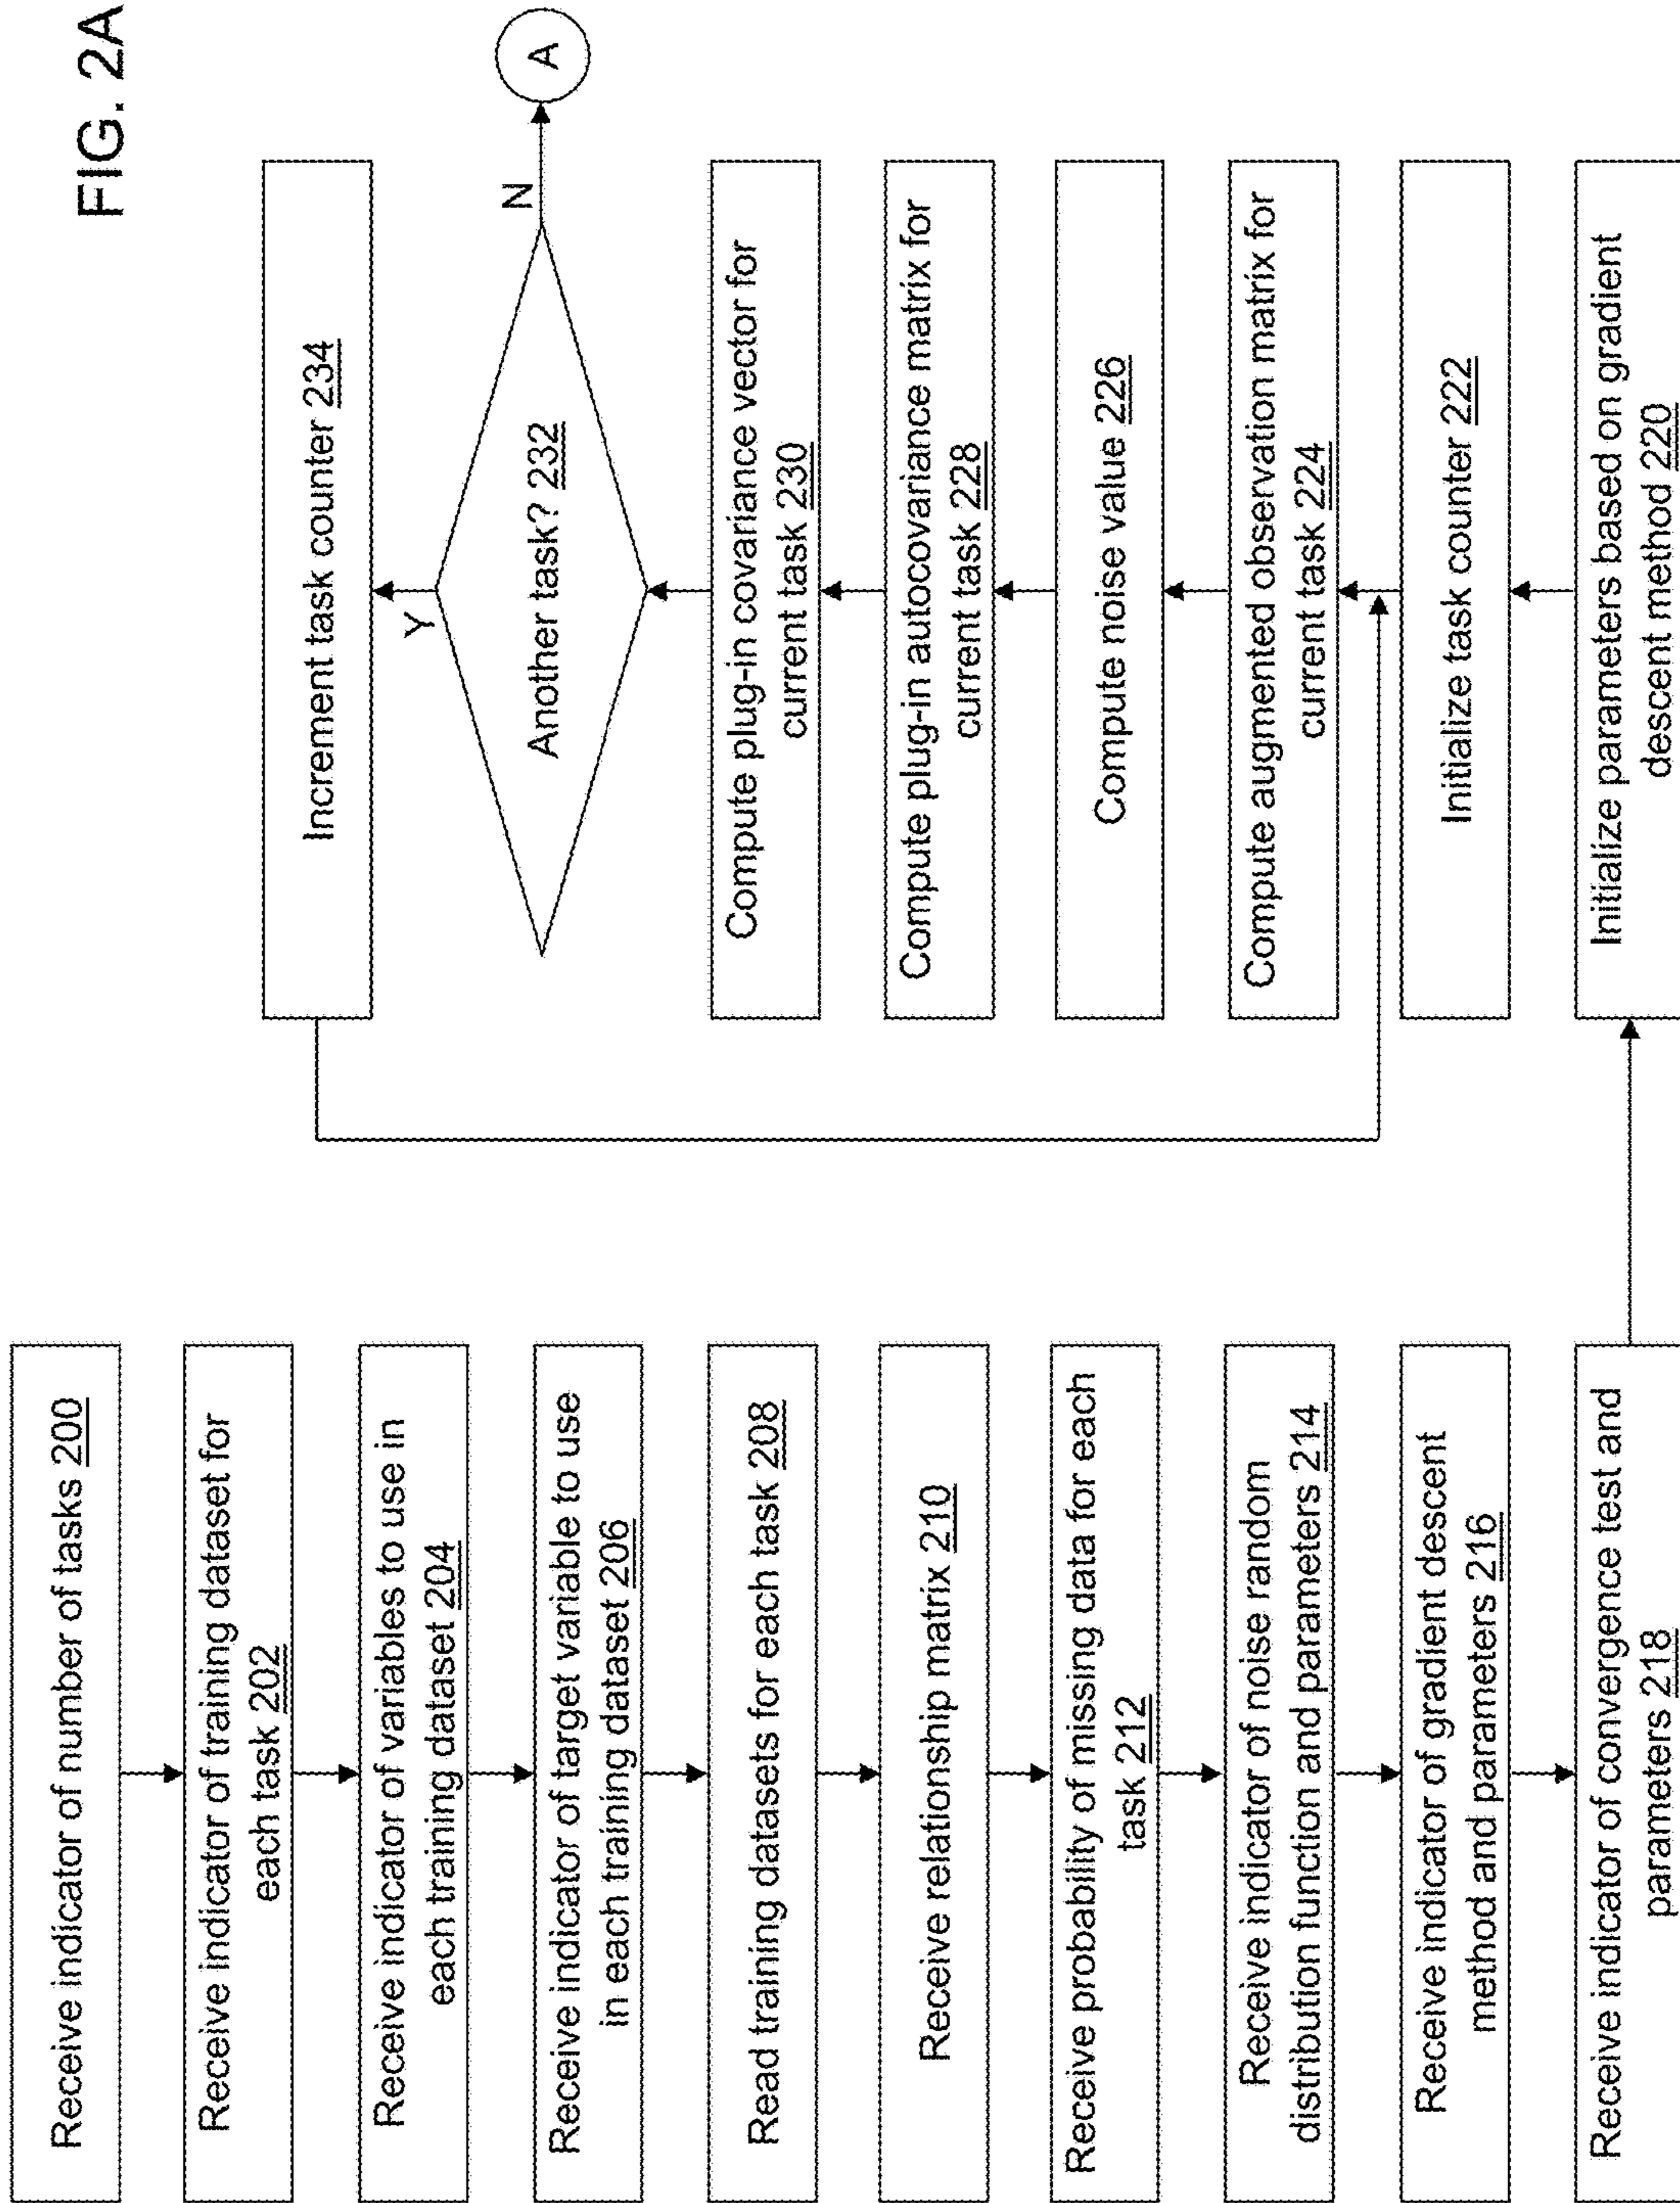 FIG. 2A
Receive indicator of number of tasks 200
Receive indicator of training dataset for
each task 202
Receive indicator of variables to use in
each training dataset 204
Receive indicator of target variable to use
in each training dataset 206
Read training datasets for each task 208
Receive relationship matrix 210
Receive probability of missing data for each
task 212
Receive indicator of noise random
distribution function and parameters 214
Receive indicator of gradient descent
method and parameters 216
Receive indicator of convergence test and
parameters 218
Initialize parameters based on gradient
descent method 220
Initialize task counter 222
Compute augmented observation matrix for
current task 224
Compute noise value 226
Compute plug-in autocovariance matrix for
current task 228
Compute plug-in covariance vector for
current task 230
Another task? 232
Y
N
A
Increment task counter 234